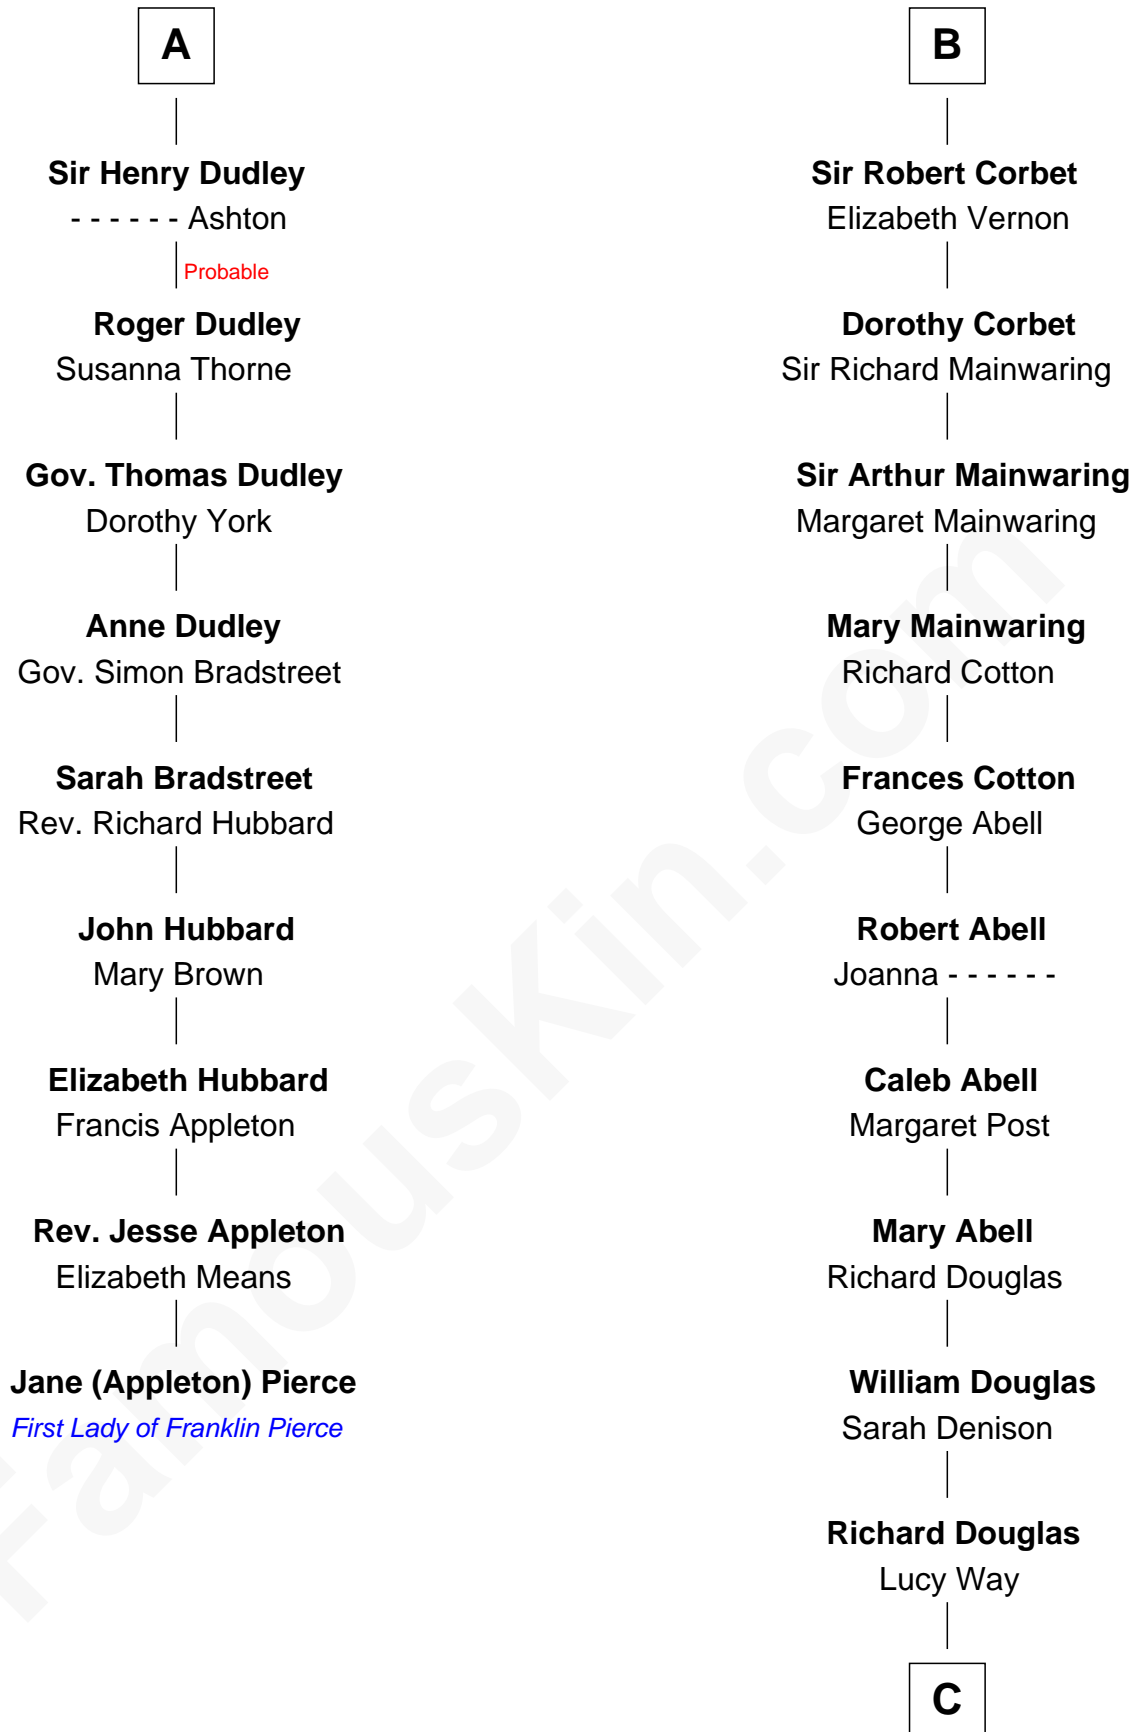 A
Sir Henry Dudley
- - - - - - Ashton
Probable
Roger Dudley
Susanna Thorne
Gov. Thomas Dudley
Dorothy York
Anne Dudley
Gov. Simon Bradstreet
Sarah Bradstreet
Rev. Richard Hubbard
John Hubbard
Mary Brown
Elizabeth Hubbard
Francis Appleton
Rev. Jesse Appleton
Elizabeth Means
Jane (Appleton) Pierce
First Lady of Franklin Pierce
B
Sir Robert Corbet
Elizabeth Vernon
Dorothy Corbet
Sir Richard Mainwaring
Sir Arthur Mainwaring
Margaret Mainwaring
Mary Mainwaring
Richard Cotton
Frances Cotton
George Abell
Robert Abell
Joanna - - - - - -
Caleb Abell
Margaret Post
Mary Abell
Richard Douglas
William Douglas
Sarah Denison
Richard Douglas
Lucy Way
C
FamousKin.com